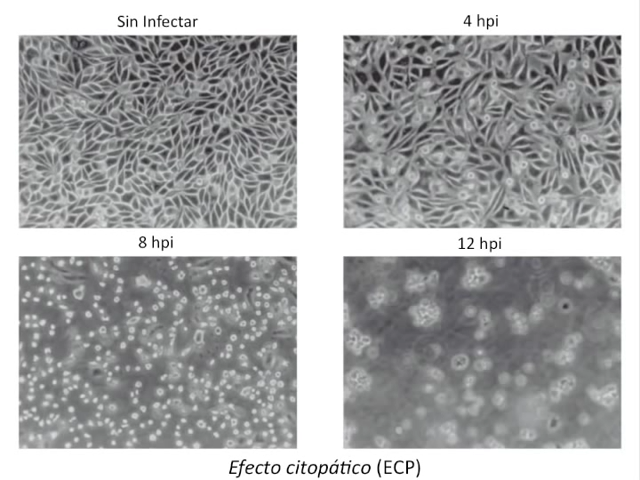 Sin Infectar
4 hpi
8 hpi
12 hpi
Efecto citopático (ECP)